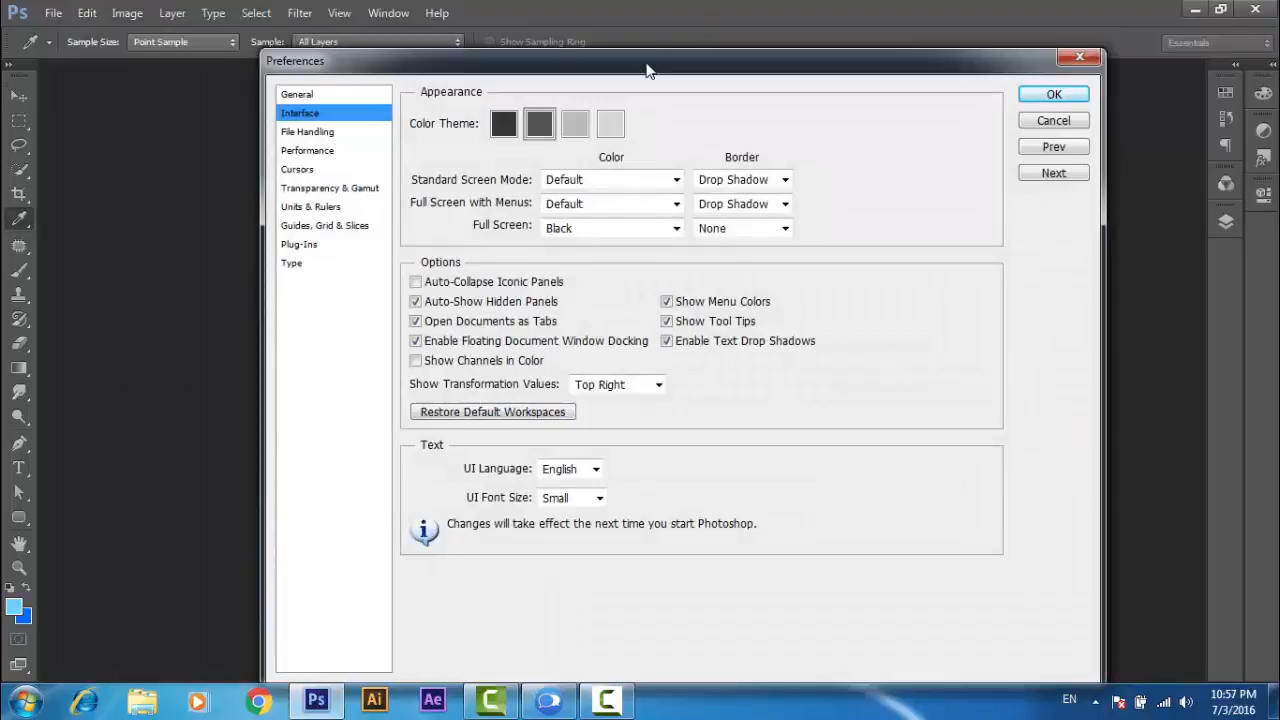 Ps File Edit Image Layer Type Select Filter View Window Help
Sample Size: Point Sample Sample: All Layers Show Sampling Ring Essentials
Preferences
General
Interface
File Handling
Performance
Cursors
Transparency & Gamut
Units & Rulers
Guides, Grid & Slices
Plug-Ins
Type
Appearance
Color Theme:
Color Border
Standard Screen Mode: Default Drop Shadow
Full Screen with Menus: Default Drop Shadow
Full Screen: Black None
Options
Auto-Collapse Iconic Panels
Auto-Show Hidden Panels Show Menu Colors
Open Documents as Tabs Show Tool Tips
Enable Floating Document Window Docking Enable Text Drop Shadows
Show Channels in Color
Show Transformation Values: Top Right
Restore Default Workspaces
Text
UI Language: English
UI Font Size: Small
Changes will take effect the next time you start Photoshop.
OK
Cancel
Prev
Next
Ps Ai Ae EN
10:57 PM
7/3/2016